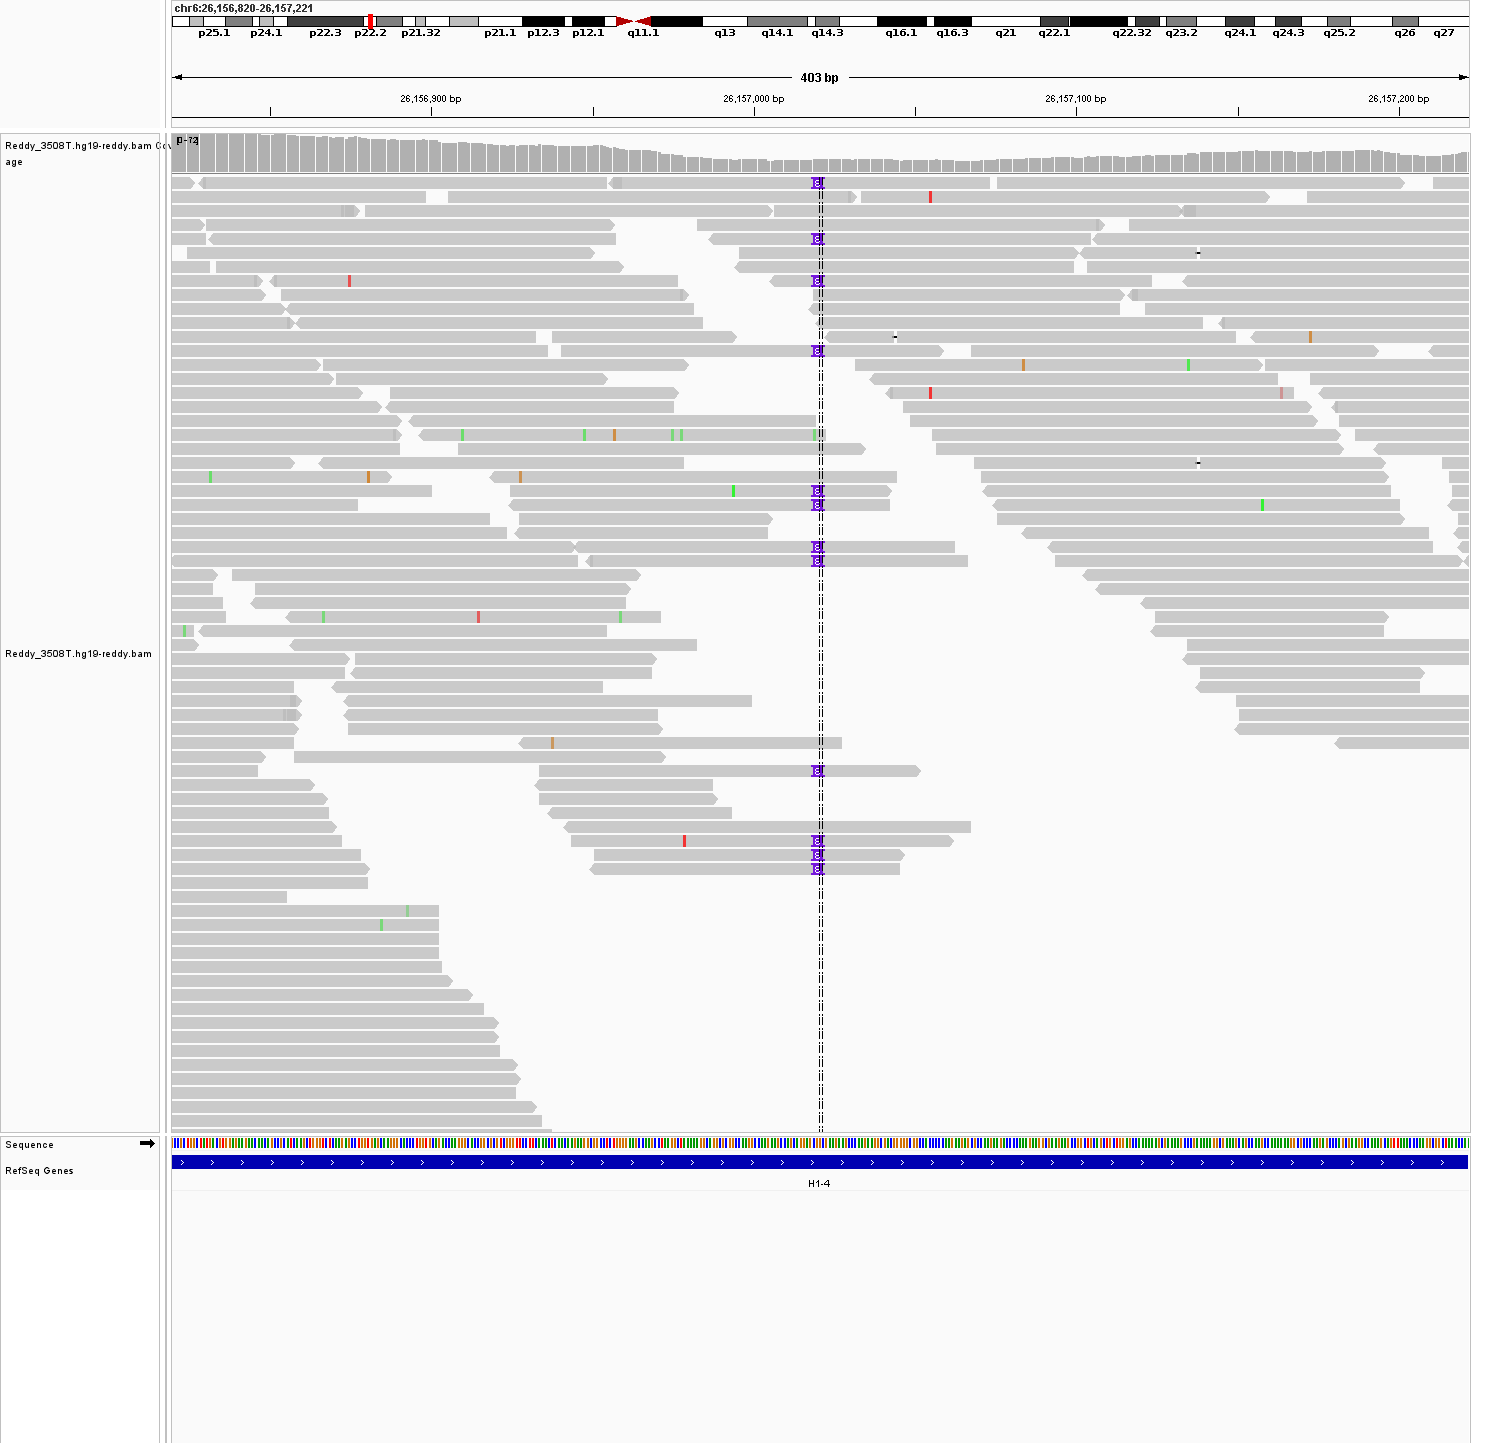 chr6:26,156,820-26,157,221
p25.1 p24.1 p22.3 p22.2 p21.32 p21.1 p12.3 p12.1 q11.1 q13 q14.1 q14.3 q16.1 q16.3 q21 q22.1 q22.32 q23.2 q24.1 q24.3 q25.2 q26 q27
403 bp
26,156,900 bp 26,157,000 bp 26,157,100 bp 26,157,200 bp
[0-72]
Reddy_3508T.hg19-reddy.bam Cov
age
Reddy_3508T.hg19-reddy.bam
Sequence
RefSeq Genes
H1-4